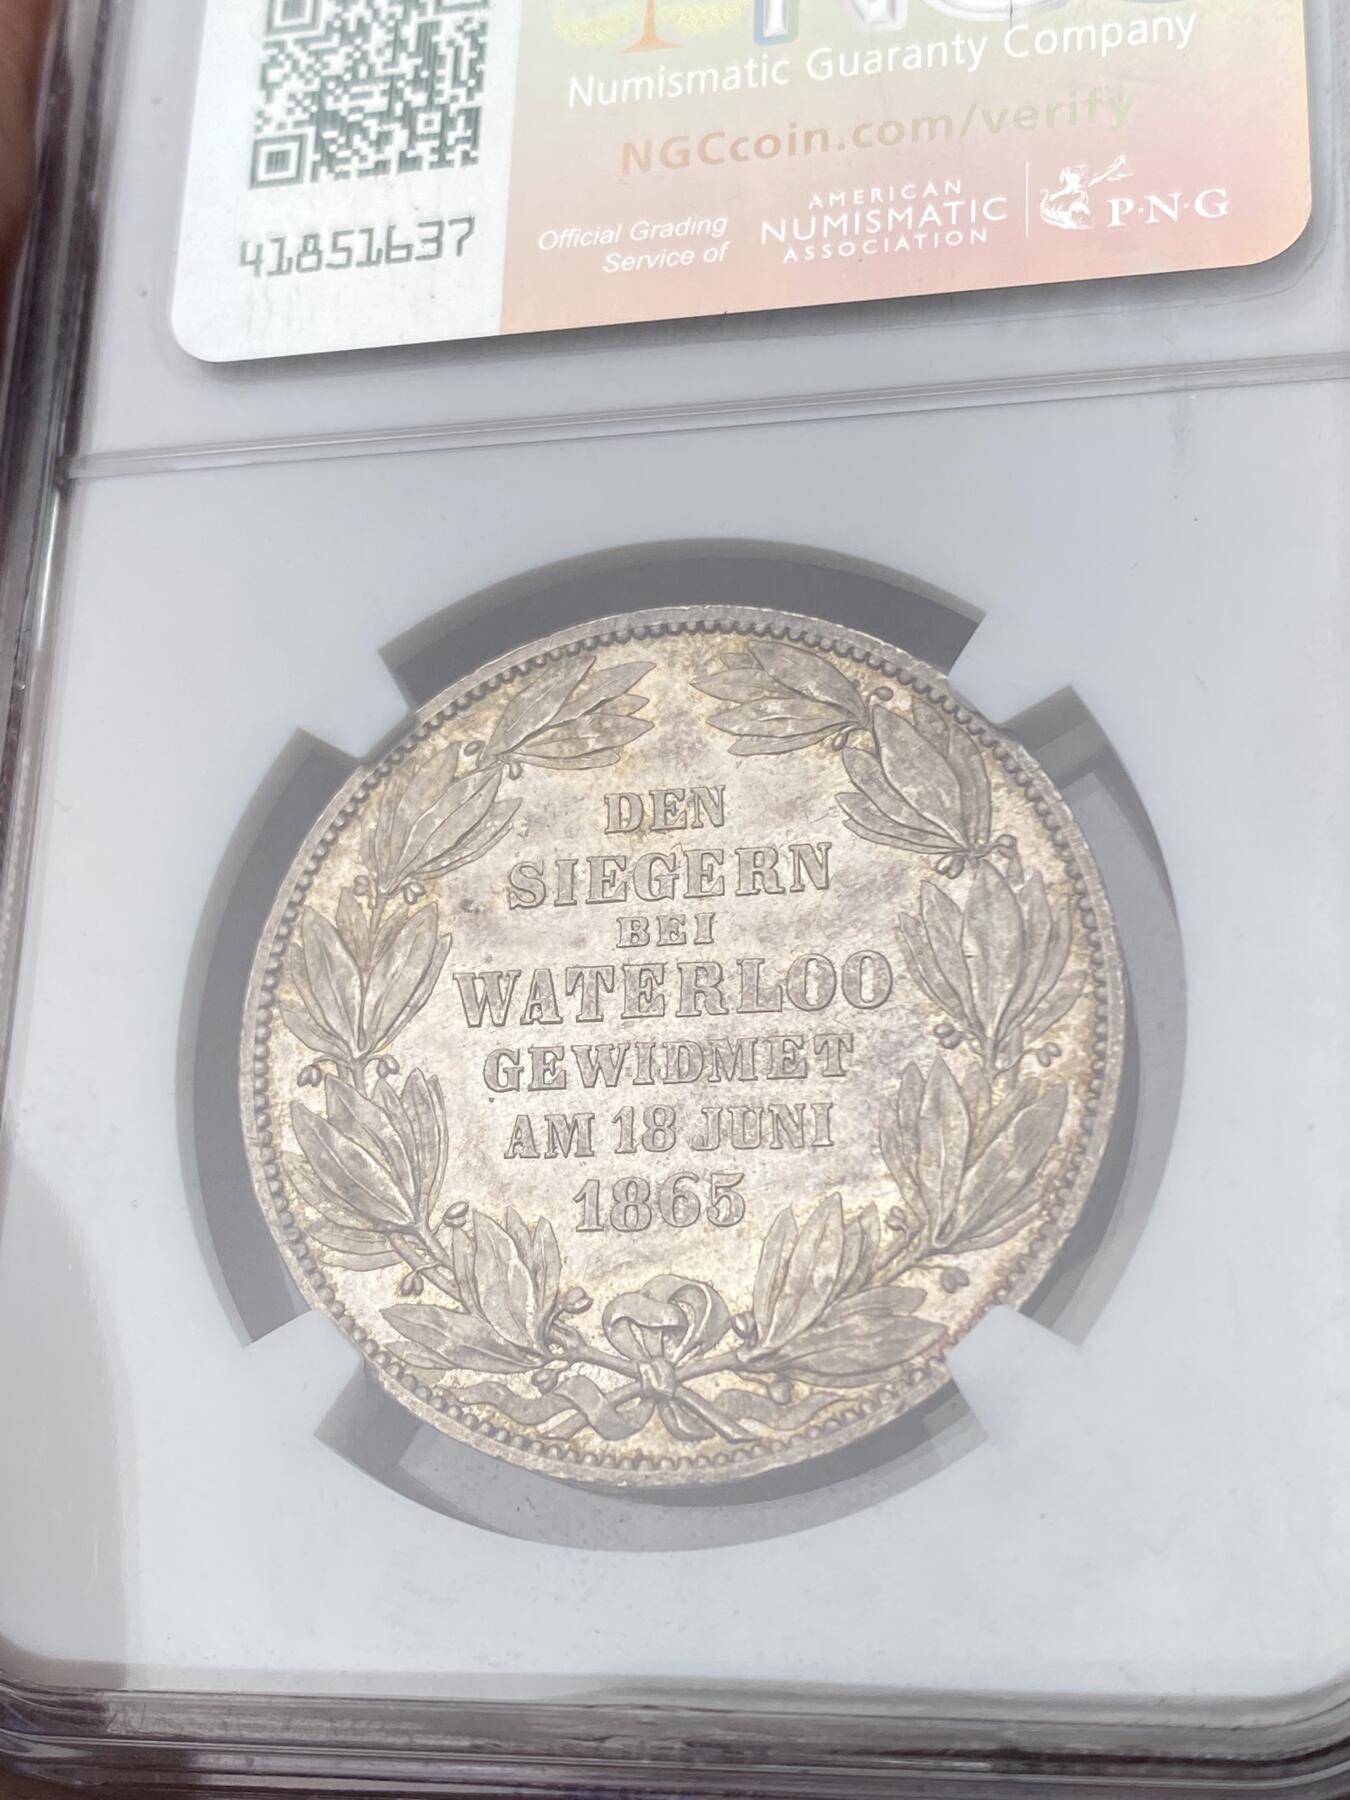 Numismatic Guaranty Company
NGCcoin.com/verify
Official Grading
Service of
AMERICAN
NUMISMATIC
ASSOCIATION
P·N·G
41851637
DEN
SIEGERN
BEI
WATERLOO
GEWIDMET
AM 18 JUNI
1865